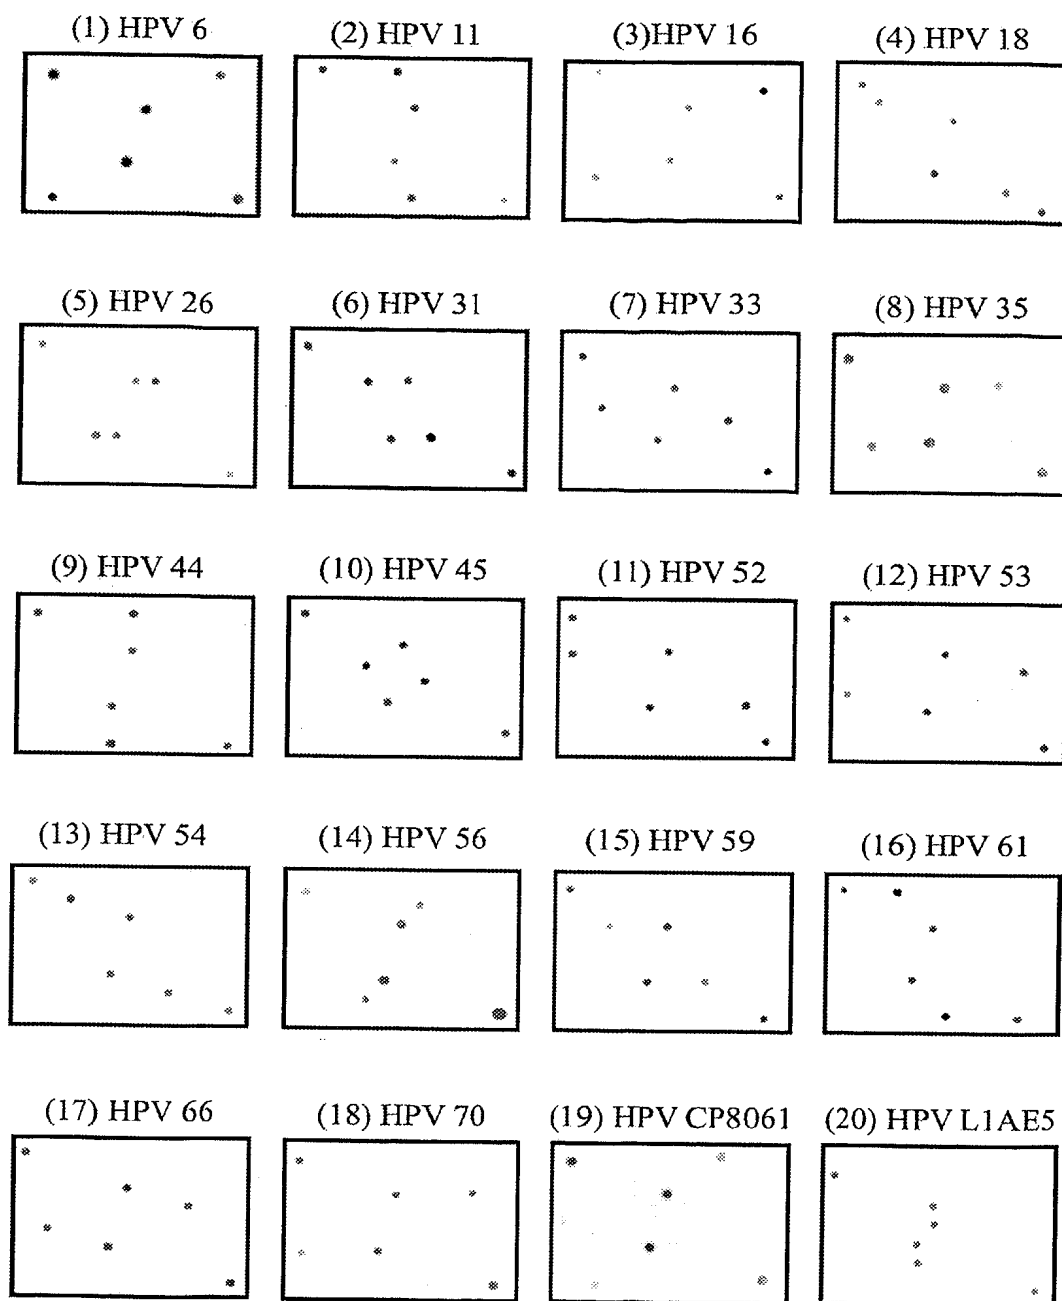 (1) HPV 6
(2) HPV 11
(3)HPV 16
(4) HPV 18
(5) HPV 26
(6) HPV 31
(7) HPV 33
(8) HPV 35
(9) HPV 44
(10) HPV 45
(11) HPV 52
(12) HPV 53
(13) HPV 54
(14) HPV 56
(15) HPV 59
(16) HPV 61
(17) HPV 66
(18) HPV 70
(19) HPV CP8061
(20) HPV L1AE5